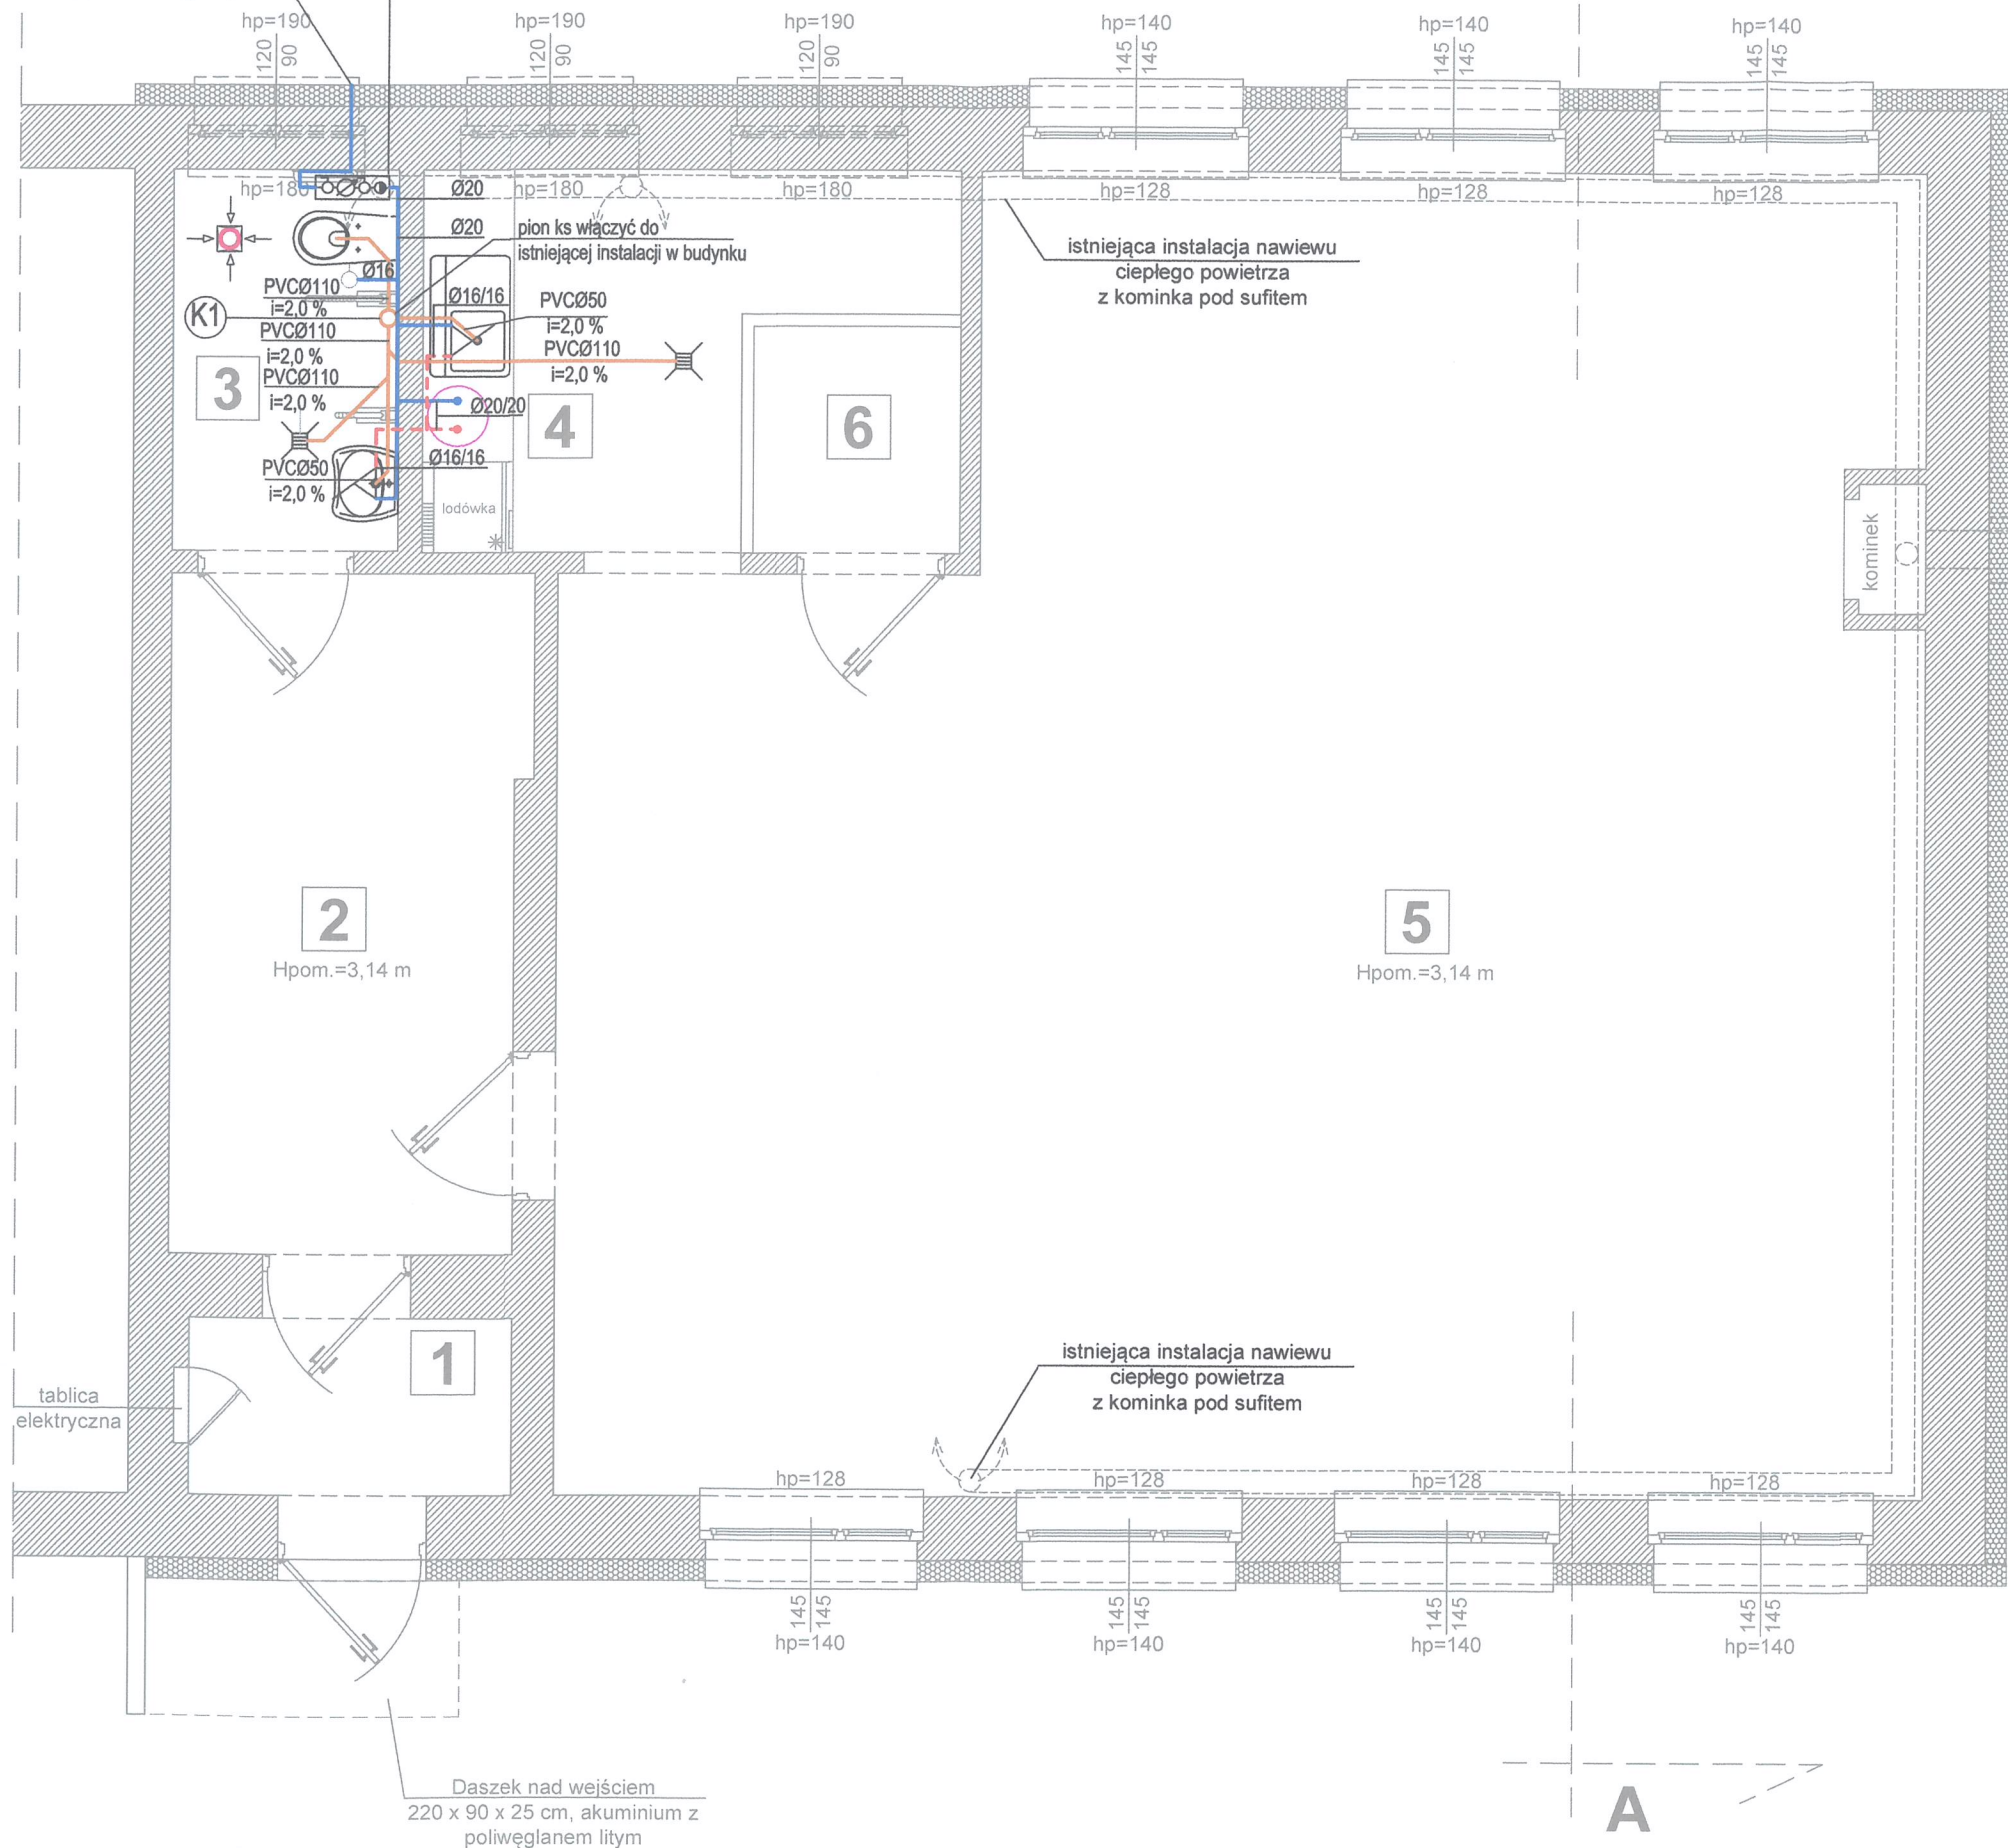 hp=190
120
90
hp=190
120
90
hp=190
120
90
hp=140
145
145
hp=140
145
145
hp=140
145
145
hp=180
Ø20
hp=180
hp=180
hp=128
hp=128
hp=128
Ø20
pion ks włączyć do
istniejącej instalacji w budynku
istniejąca instalacja nawiewu
ciepłego powietrza
z kominka pod sufitem
Ø16
PVCØ110
i=2,0 %
Ø16/16
PVCØ50
i=2,0 %
K1
PVCØ110
i=2,0 %
PVCØ110
i=2,0 %
3
PVCØ110
i=2,0 %
Ø20/20
4
6
PVCØ50
i=2,0 %
Ø16/16
lodówka
kominek
2
Hpom.=3,14 m
5
Hpom.=3,14 m
1
tablica
elektryczna
istniejąca instalacja nawiewu
ciepłego powietrza
z kominka pod sufitem
hp=128
hp=128
hp=128
hp=128
145
145
hp=140
145
145
hp=140
145
145
hp=140
145
145
hp=140
Daszek nad wejściem
220 x 90 x 25 cm, akuminium z
poliwęglanem litym
A